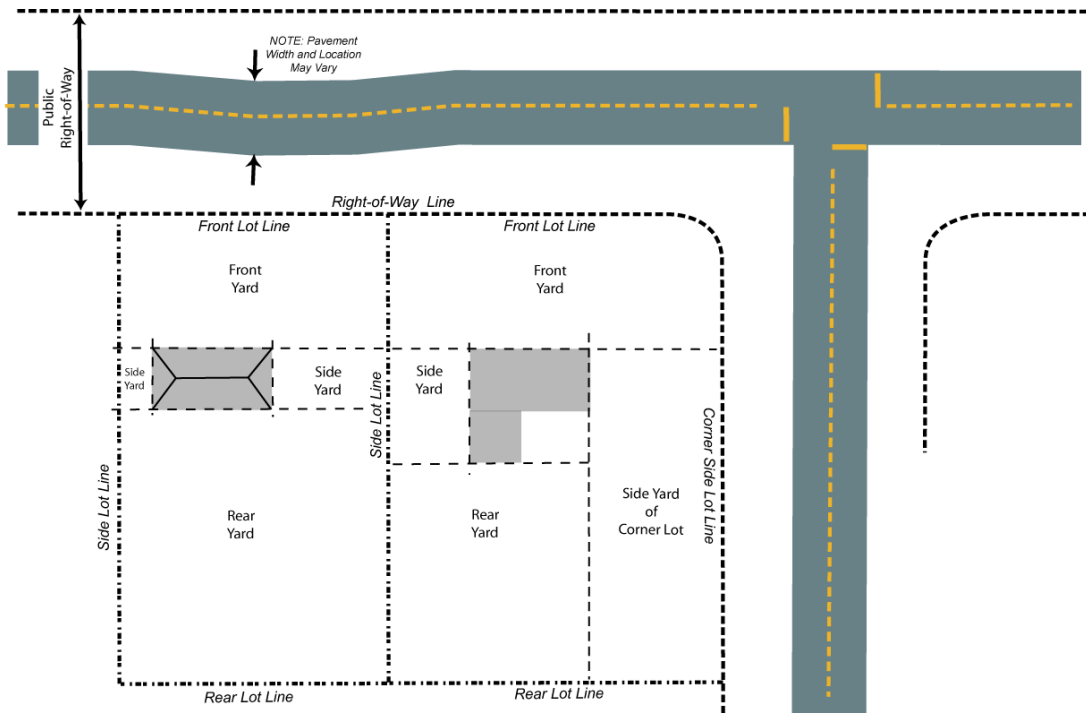 NOTE: Pavement
Width and Location
May Vary
Public
Right-of-Way
Right-of-Way Line
Front Lot Line
Front Lot Line
Front
Yard
Front
Yard
Side
Yard
Side
Yard
Side
Yard
Side Lot Line
Side Lot Line
Corner Side Lot Line
Rear
Yard
Rear
Yard
Side Yard
of
Corner Lot
Rear Lot Line
Rear Lot Line